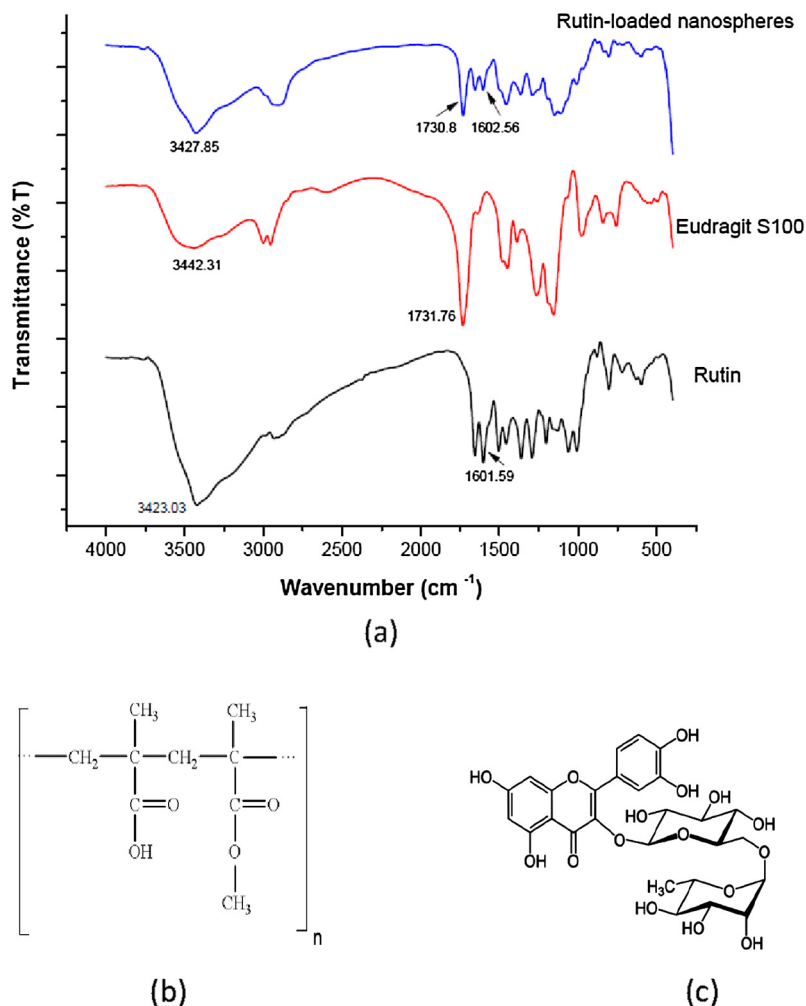 Rutin-loaded nanospheres
3427.85
1730.8
1602.56
Eudragit S100
3442.31
1731.76
Rutin
3423.03
1601.59
Transmittance (%T)
4000 3500 3000 2500 2000 1500 1000 500
Wavenumber (cm -1)
(a)
CH3 CH3
··· CH2 C CH2 C ···
C=O C=O
OH O
CH3
n
(b)
OH
HO O OH
HO HO OH
O O OH
OH O
O
H3C O
HO
HO OH
(c)